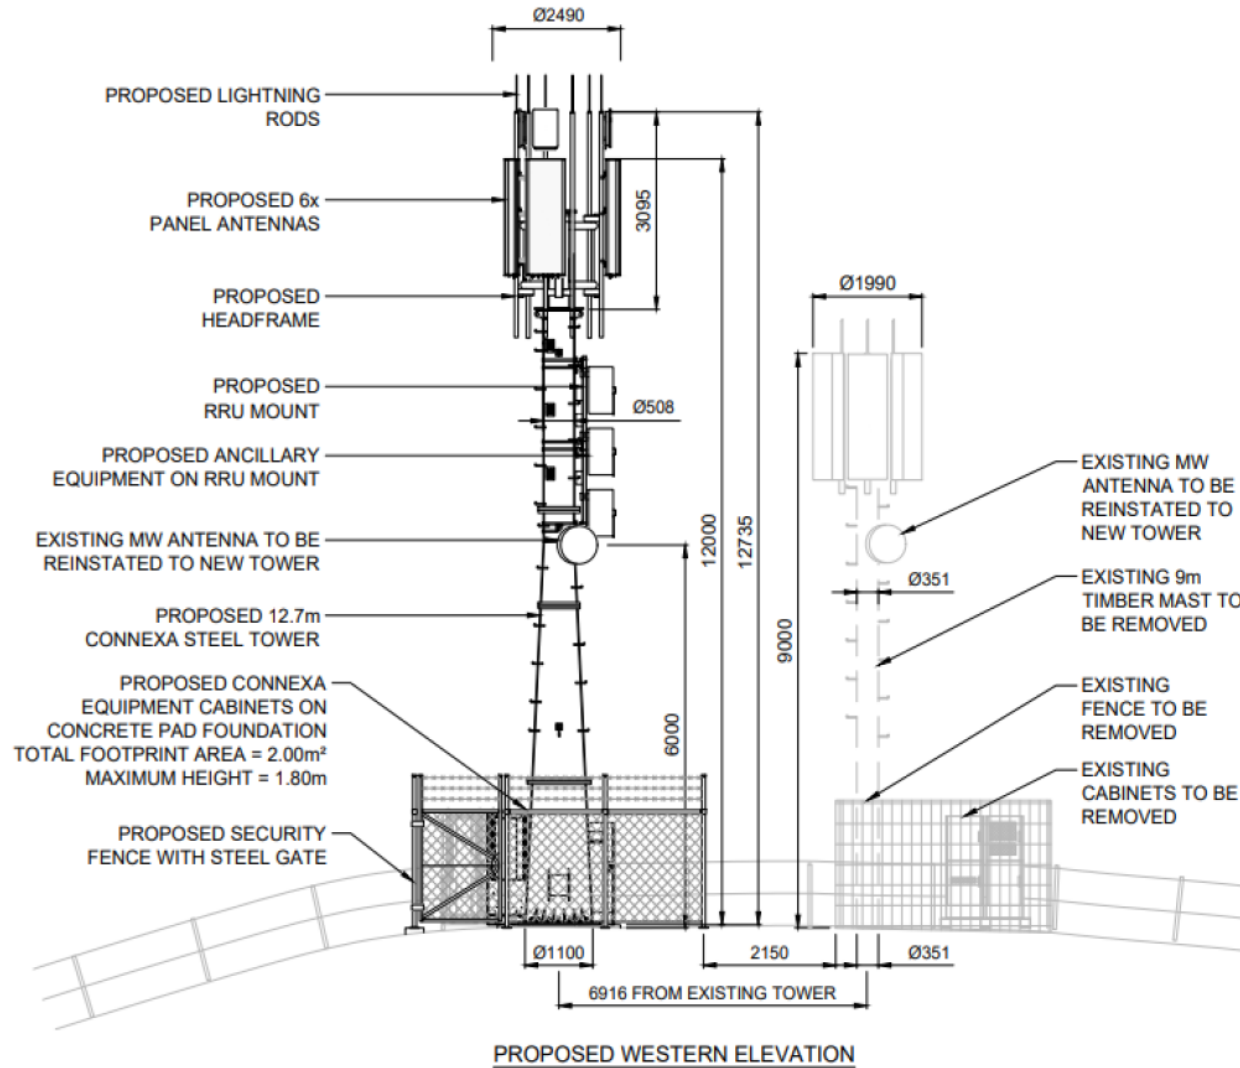 Ø2490
PROPOSED LIGHTNING
RODS
PROPOSED 6x
PANEL ANTENNAS
3095
PROPOSED
HEADFRAME
Ø1990
PROPOSED
RRU MOUNT
Ø508
PROPOSED ANCILLARY
EQUIPMENT ON RRU MOUNT
EXISTING MW
ANTENNA TO BE
REINSTATED TO
NEW TOWER
EXISTING MW ANTENNA TO BE
REINSTATED TO NEW TOWER
12000
12735
Ø351
EXISTING 9m
TIMBER MAST TO
BE REMOVED
PROPOSED 12.7m
CONNEXA STEEL TOWER
9000
PROPOSED CONNEXA
EQUIPMENT CABINETS ON
CONCRETE PAD FOUNDATION
TOTAL FOOTPRINT AREA = 2.00m²
MAXIMUM HEIGHT = 1.80m
6000
EXISTING
FENCE TO BE
REMOVED
EXISTING
CABINETS TO BE
REMOVED
PROPOSED SECURITY
FENCE WITH STEEL GATE
Ø1100
2150
Ø351
6916 FROM EXISTING TOWER
PROPOSED WESTERN ELEVATION